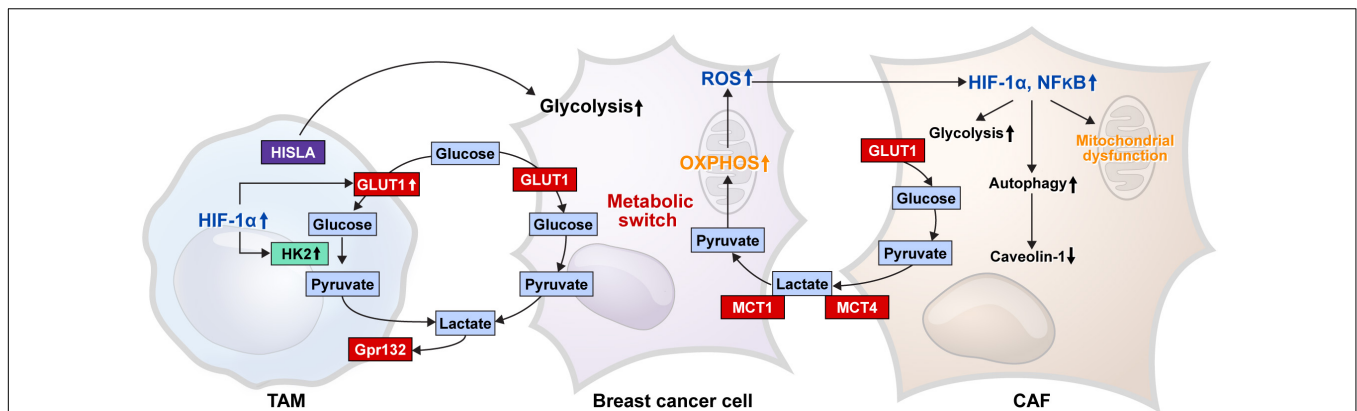 HISLA
Glycolysis↑
Glucose
GLUT1↑
GLUT1
HIF-1α↑
HK2↑
Glucose
Pyruvate
Glucose
Pyruvate
Lactate
Gpr132
TAM
Metabolic
switch
ROS↑
OXPHOS↑
Pyruvate
Lactate
MCT1
MCT4
Breast cancer cell
HIF-1α, NFκB↑
Glycolysis↑
Mitochondrial
dysfunction
GLUT1
Glucose
Pyruvate
Autophagy↑
Caveolin-1↓
CAF